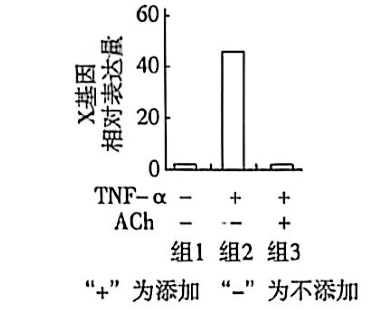 60
40
20
0
X基因
相对表达量
TNF-α - + +
ACh - - +
组1 组2 组3
“+”为添加 “-”为不添加